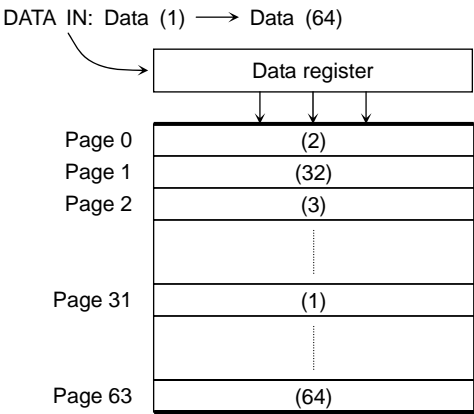 DATA IN: Data (1) → Data (64)
Data register
Page 0 (2)
Page 1 (32)
Page 2 (3)
Page 31 (1)
Page 63 (64)